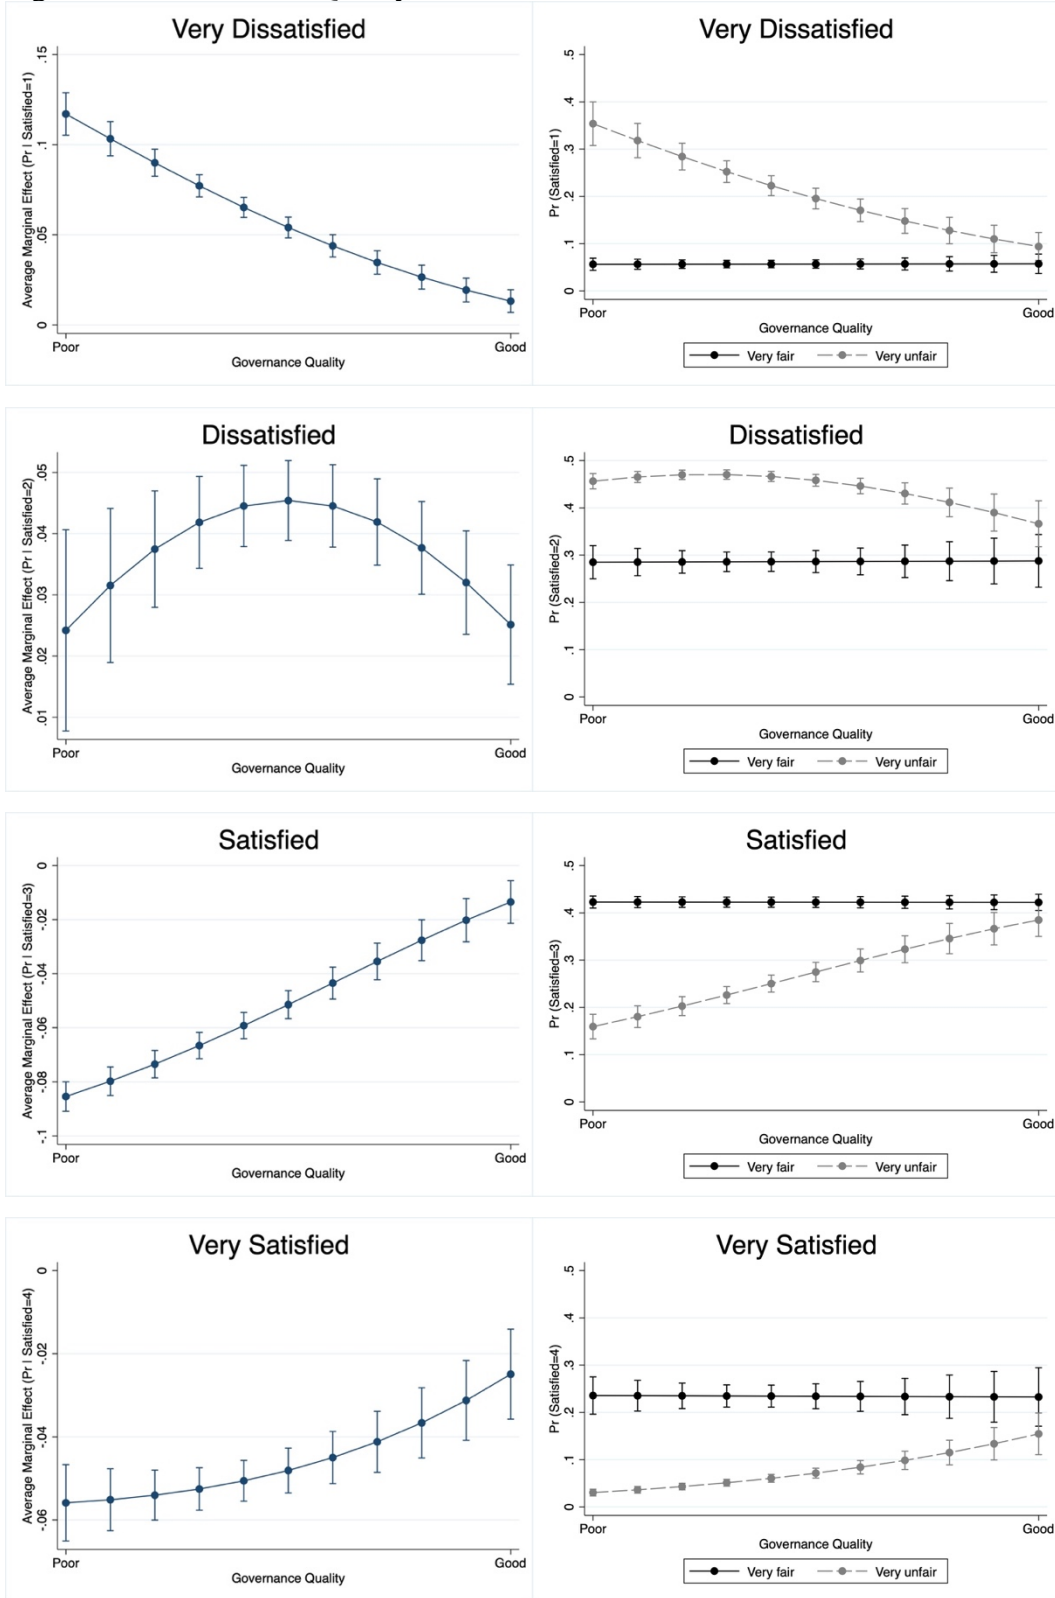 Very Dissatisfied
Average Marginal Effect (Pr | Satisfied=1)
.15
.1
.05
0
Poor
Good
Governance Quality
Very Dissatisfied
Pr (Satisfied=1)
.5
.4
.3
.2
.1
0
Poor
Good
Governance Quality
Very fair
Very unfair
Dissatisfied
Average Marginal Effect (Pr | Satisfied=2)
.05
.04
.03
.02
.01
Poor
Good
Governance Quality
Dissatisfied
Pr (Satisfied=2)
.5
.4
.3
.2
.1
0
Poor
Good
Governance Quality
Very fair
Very unfair
Satisfied
Average Marginal Effect (Pr | Satisfied=3)
0
-.02
-.04
-.06
-.08
-.1
Poor
Good
Governance Quality
Satisfied
Pr (Satisfied=3)
.5
.4
.3
.2
.1
0
Poor
Good
Governance Quality
Very fair
Very unfair
Very Satisfied
Average Marginal Effect (Pr | Satisfied=4)
0
-.02
-.04
-.06
Poor
Good
Governance Quality
Very Satisfied
Pr (Satisfied=4)
.5
.4
.3
.2
.1
0
Poor
Good
Governance Quality
Very fair
Very unfair